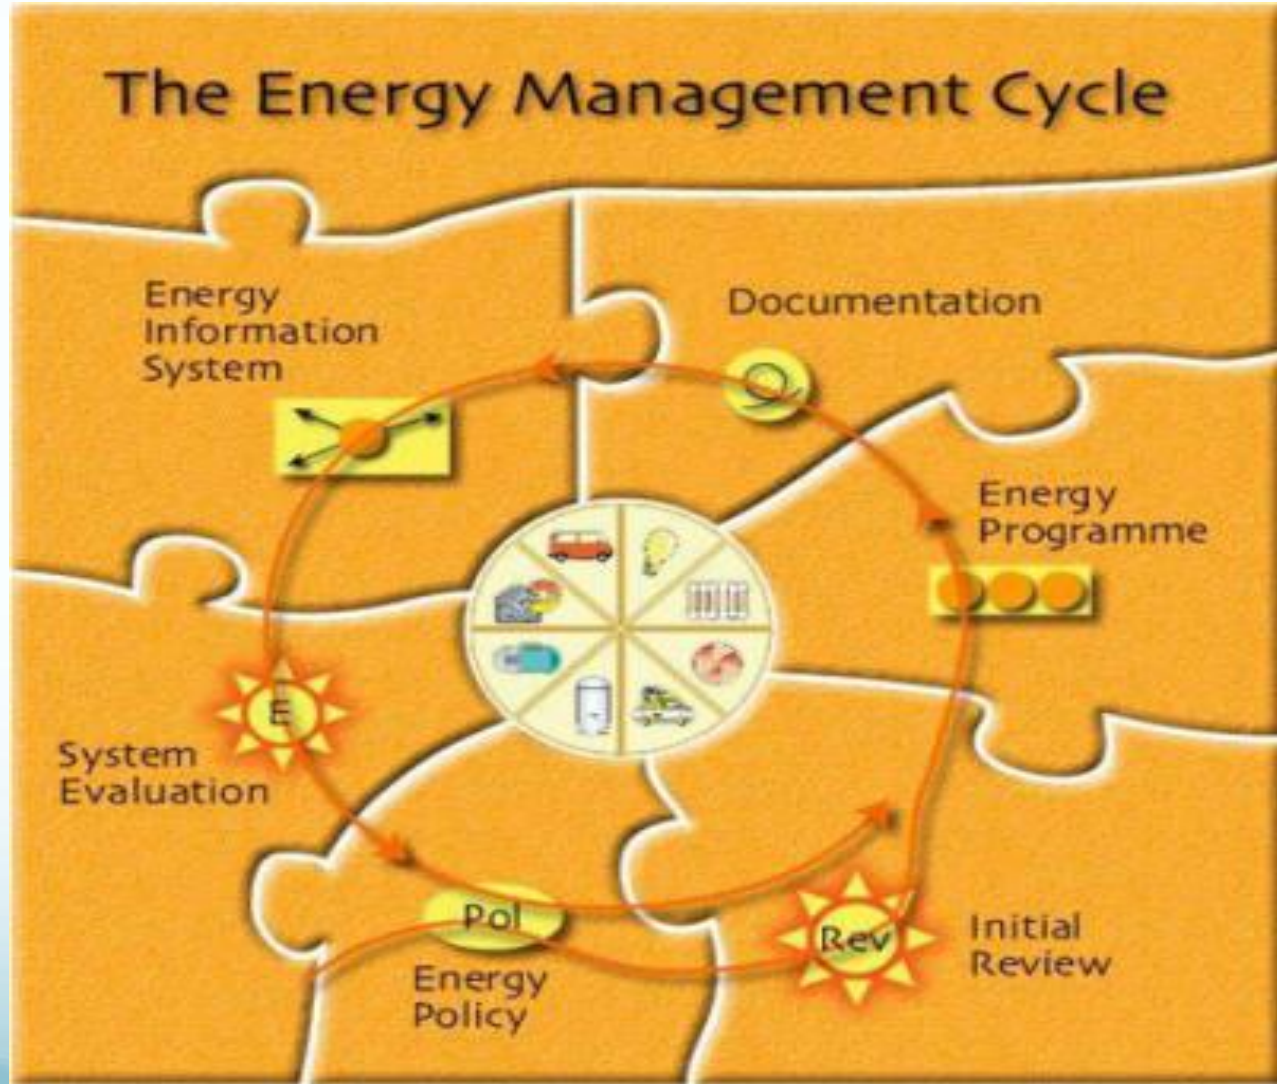 The Energy Management Cycle
Energy
Information
System
Documentation
Energy
Programme
E
System
Evaluation
Pol
Energy
Policy
Rev
Initial
Review